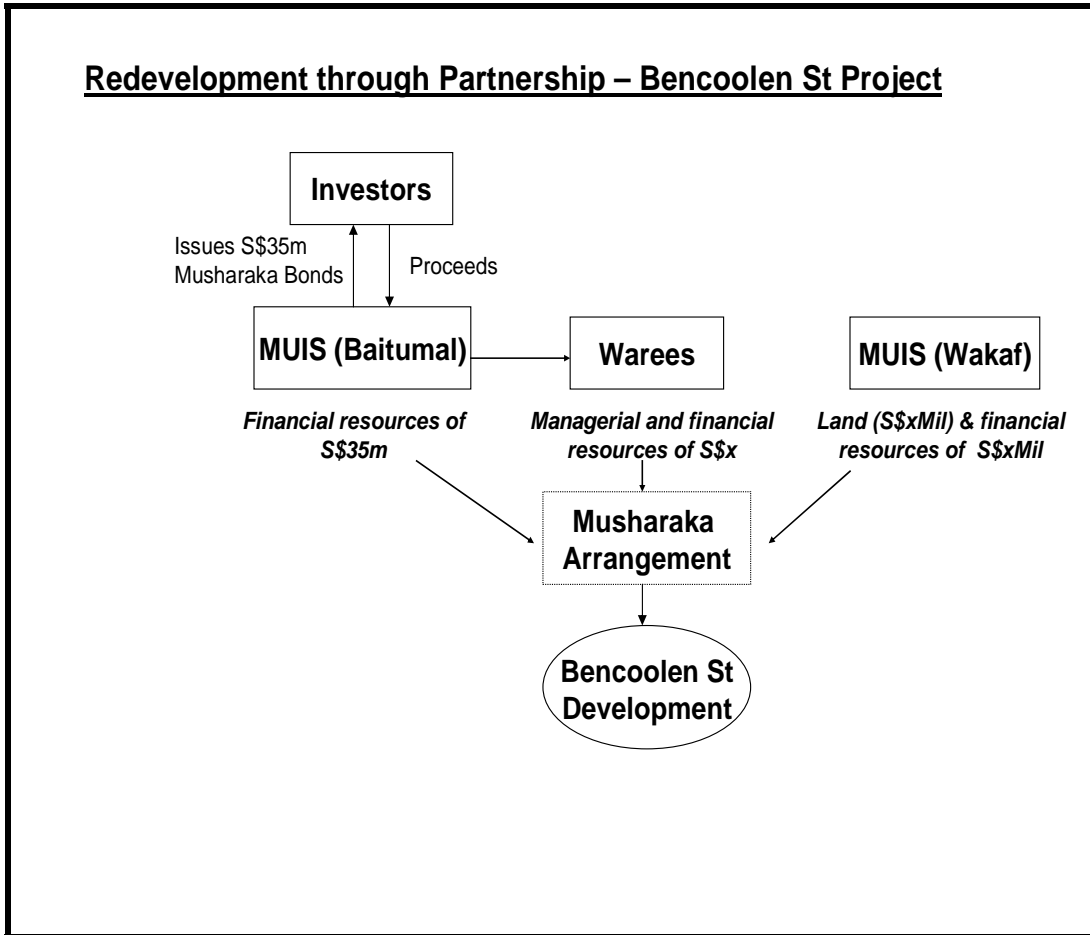 Redevelopment through Partnership – Bencoolen St Project
Investors
Issues S$35m
Musharaka Bonds
Proceeds
MUIS (Baitumal)
Warees
MUIS (Wakaf)
Financial resources of
S$35m
Managerial and financial
resources of S$x
Land (S$xMil) & financial
resources of S$xMil
Musharaka
Arrangement
Bencoolen St
Development